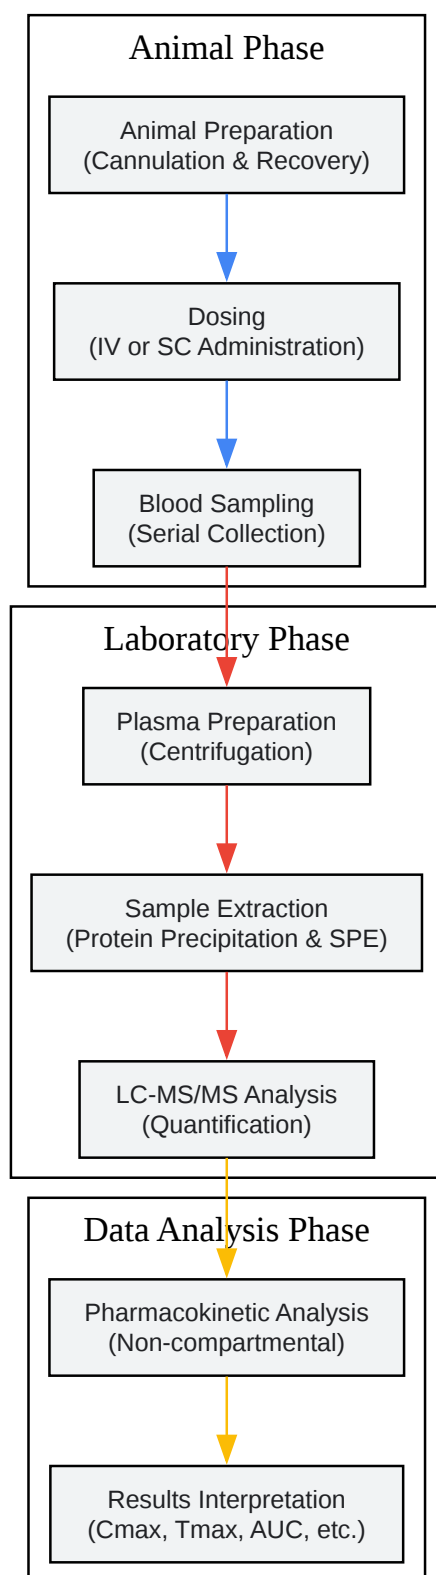 Animal Phase
Animal Preparation
(Cannulation & Recovery)
Dosing
(IV or SC Administration)
Blood Sampling
(Serial Collection)
Laboratory Phase
Plasma Preparation
(Centrifugation)
Sample Extraction
(Protein Precipitation & SPE)
LC-MS/MS Analysis
(Quantification)
Data Analysis Phase
Pharmacokinetic Analysis
(Non-compartmental)
Results Interpretation
(Cmax, Tmax, AUC, etc.)